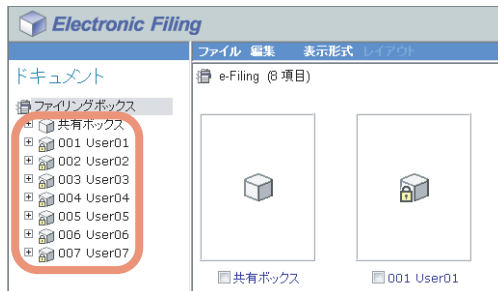 Electronic Filing
ファイル 編集 表示形式 レイアウト
ドキュメント
e-Filing (8 項目)
ファイリングボックス
共有ボックス
001 User01
002 User02
003 User03
004 User04
005 User05
006 User06
007 User07
共有ボックス
001 User01